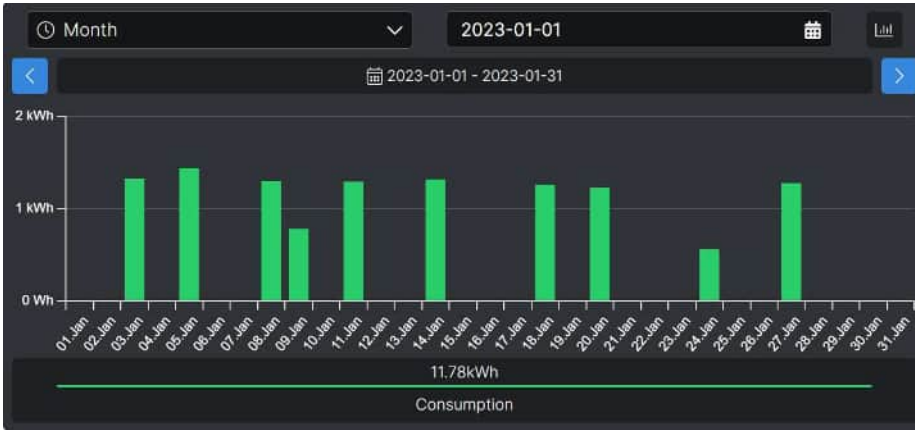 Month 2023-01-01
2023-01-01 - 2023-01-31
2 kWh
1 kWh
0 Wh
01.Jan 02.Jan 03.Jan 04.Jan 05.Jan 06.Jan 07.Jan 08.Jan 09.Jan 10.Jan 11.Jan 12.Jan 13.Jan 14.Jan 15.Jan 16.Jan 17.Jan 18.Jan 19.Jan 20.Jan 21.Jan 22.Jan 23.Jan 24.Jan 25.Jan 26.Jan 27.Jan 28.Jan 29.Jan 30.Jan 31.Jan
11.78kWh
Consumption